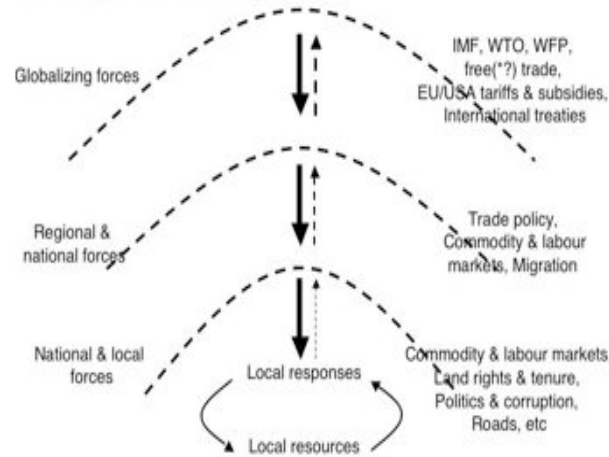 Globalizing forces
IMF, WTO, WFP,
free(*?) trade,
EU/USA tariffs & subsidies,
International treaties
Regional &
national forces
Trade policy,
Commodity & labour
markets, Migration
National & local
forces
Commodity & labour markets
Land rights & tenure,
Politics & corruption,
Roads, etc
Local responses
Local resources